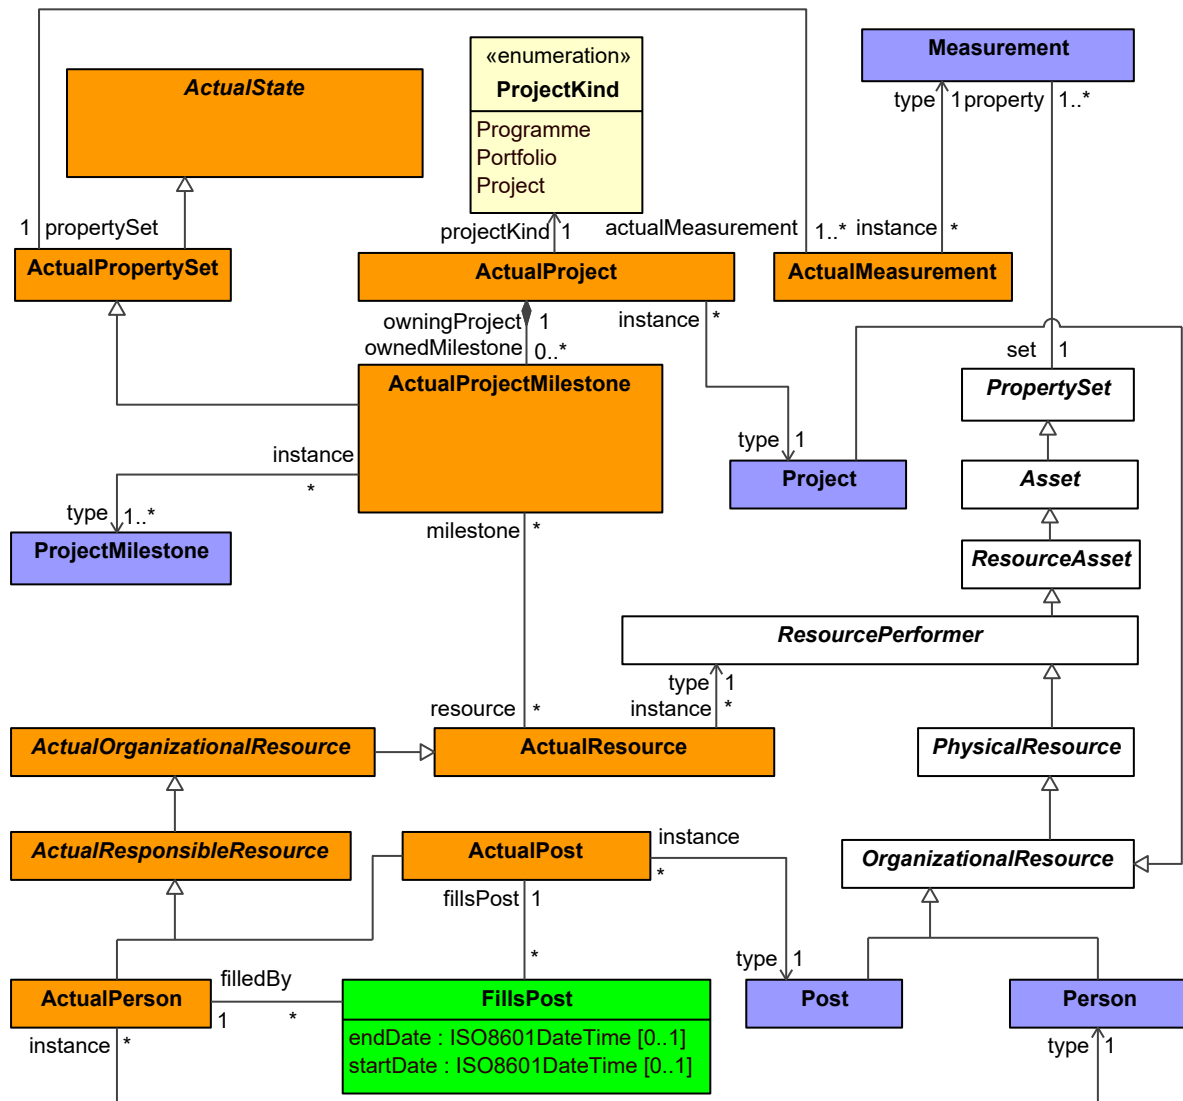 «enumeration»
ProjectKind
Programme
Portfolio
Project
Measurement
type
1
property
1..*
ActualState
1
propertySet
projectKind
1
actualMeasurement
1..*
instance
*
ActualPropertySet
ActualProject
ActualMeasurement
owningProject
1
instance
*
ownedMilestone
0..*
set
1
ActualProjectMilestone
PropertySet
instance
*
type
1
Project
Asset
type
1..*
milestone
*
ProjectMilestone
ResourceAsset
ResourcePerformer
type
1
resource
*
instance
*
ActualOrganizationalResource
ActualResource
PhysicalResource
ActualResponsibleResource
ActualPost
instance
*
OrganizationalResource
fillsPost
1
*
type
1
filledBy
1
*
ActualPerson
FillsPost
Post
Person
endDate : ISO8601DateTime [0..1]
startDate : ISO8601DateTime [0..1]
instance
*
type
1